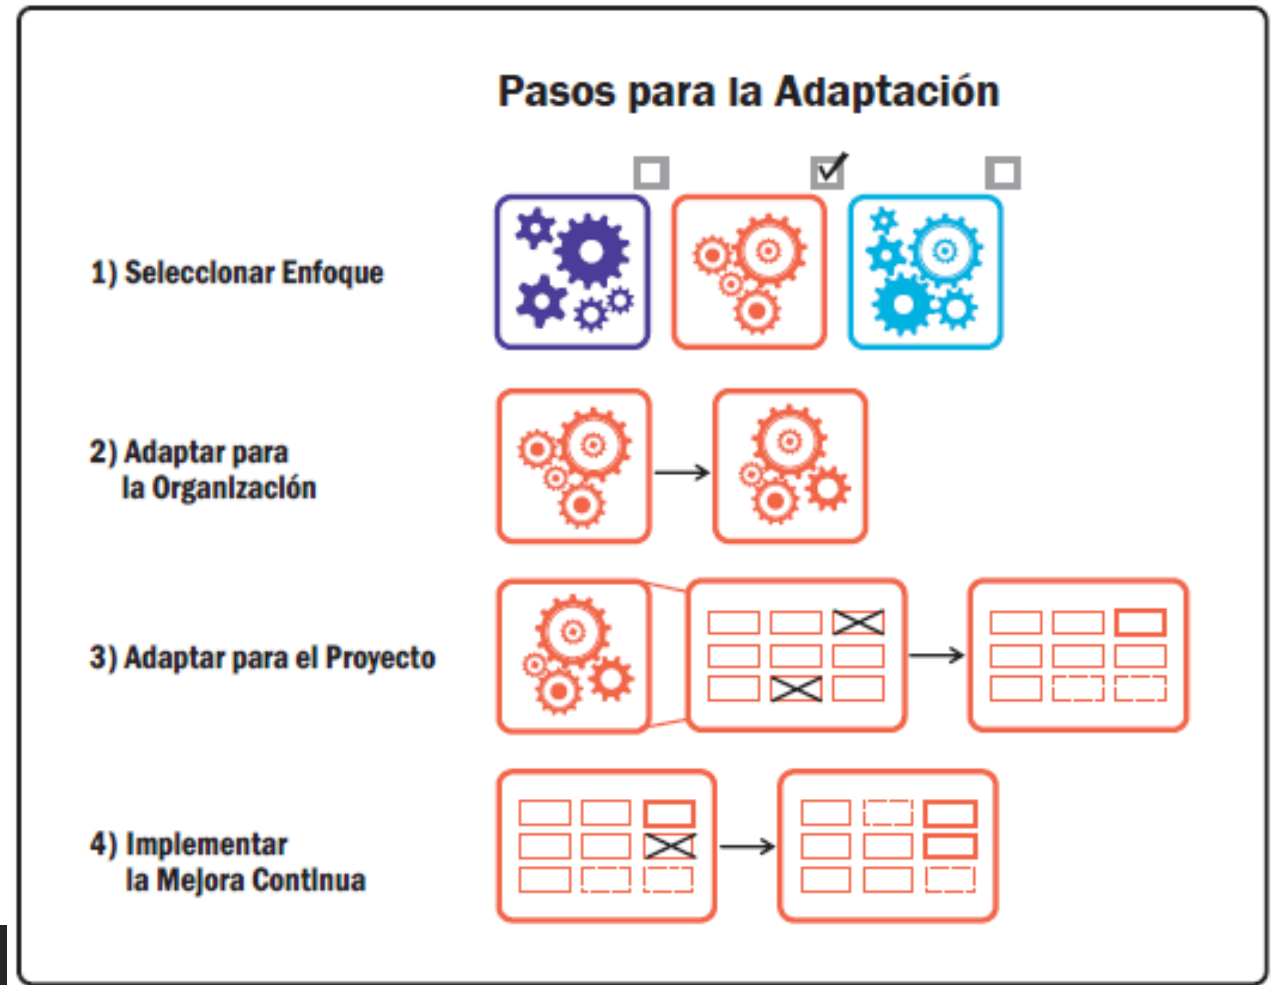 Pasos para la Adaptación
1) Seleccionar Enfoque
2) Adaptar para
la Organización
3) Adaptar para el Proyecto
4) Implementar
la Mejora Continua